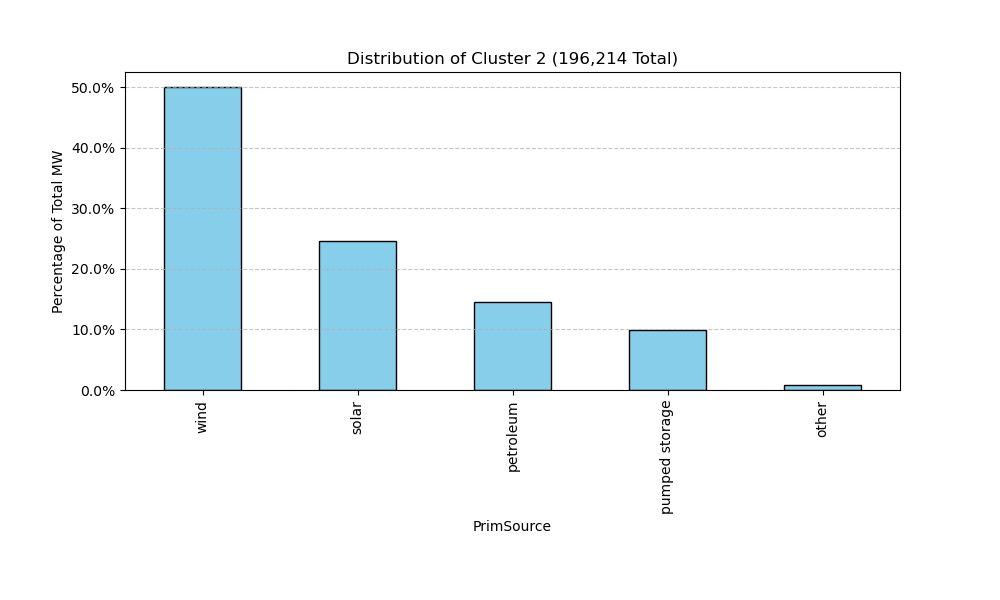 Distribution of Cluster 2 (196,214 Total)
Percentage of Total MW
50.0%
40.0%
30.0%
20.0%
10.0%
0.0%
wind
solar
petroleum
pumped storage
other
PrimSource